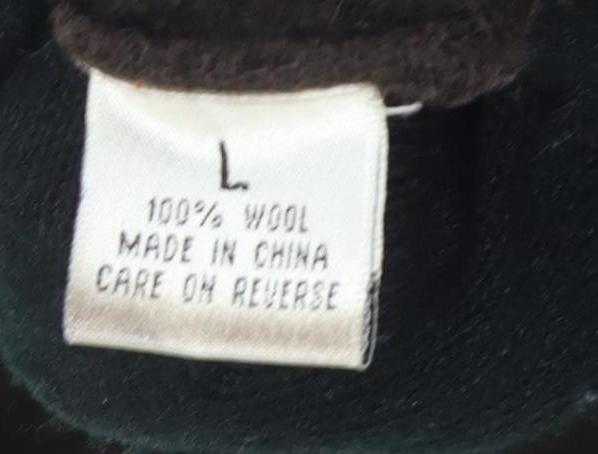 L
100% WOOL
MADE IN CHINA
CARE ON REVERSE